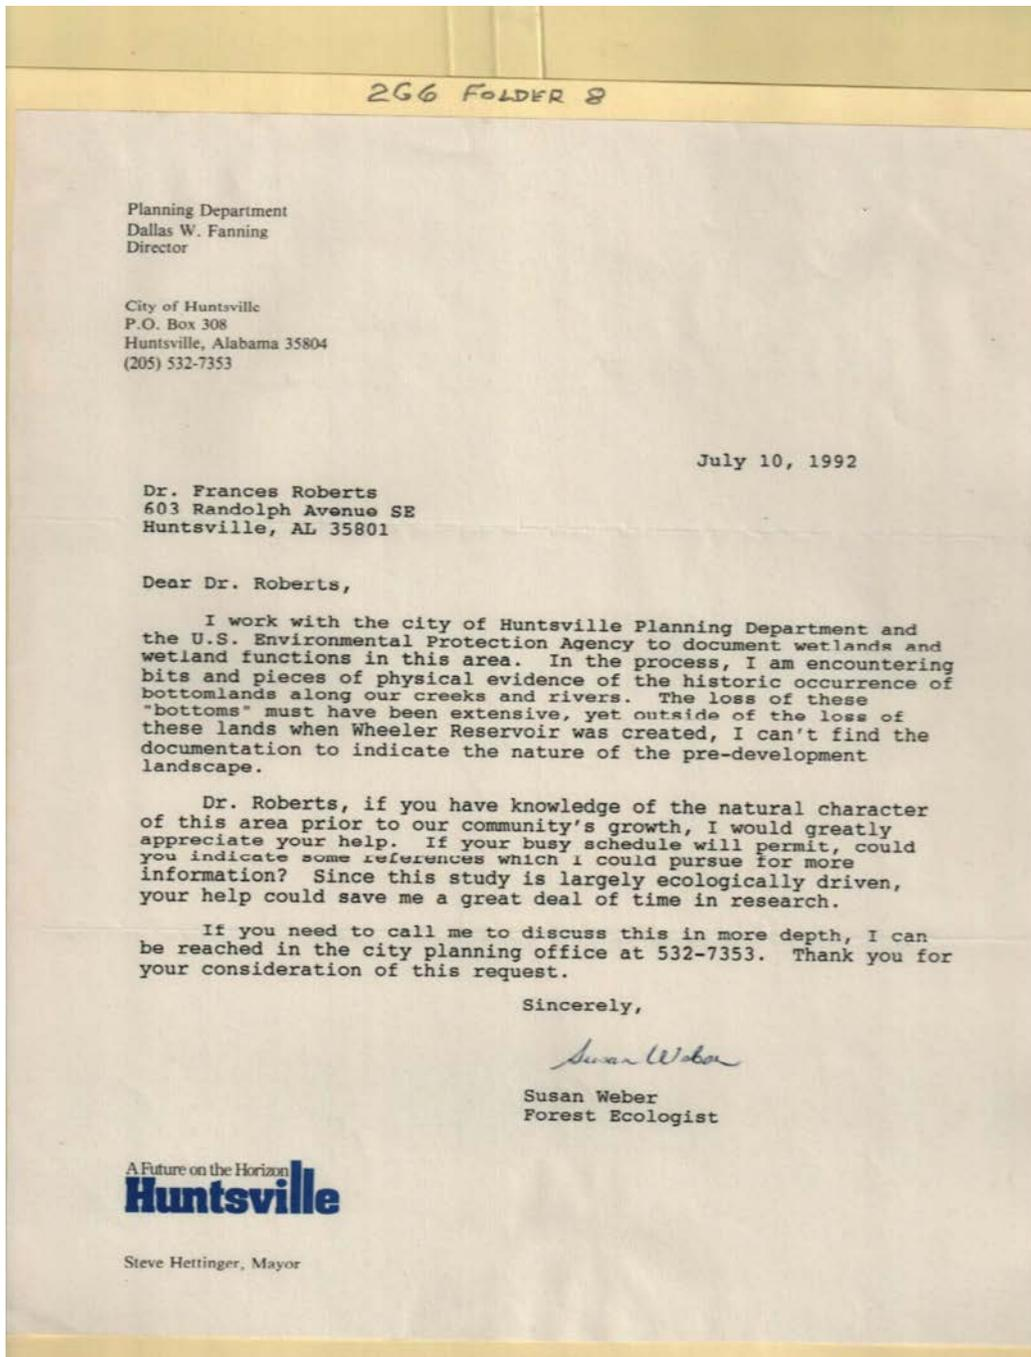 2G6 FOLDER 8
Planning Department
Dallas W. Fanning
Director
City of Huntsville
P.O. Box 308
Huntsville, Alabama 35804
(205) 532-7353
July 10, 1992
Dr. Frances Roberts
603 Randolph Avenue SE
Huntsville, AL 35801
Dear Dr. Roberts,
I work with the city of Huntsville Planning Department and
the U.S. Environmental Protection Agency to document wetlands and
wetland functions in this area. In the process, I am encountering
bits and pieces of physical evidence of the historic occurrence of
bottomlands along our creeks and rivers. The loss of these
"bottoms" must have been extensive, yet outside of the loss of
these lands when Wheeler Reservoir was created, I can't find the
documentation to indicate the nature of the pre-development
landscape.
Dr. Roberts, if you have knowledge of the natural character
of this area prior to our community's growth, I would greatly
appreciate your help. If your busy schedule will permit, could
you indicate some references which I could pursue for more
information? Since this study is largely ecologically driven,
your help could save me a great deal of time in research.
If you need to call me to discuss this in more depth, I can
be reached in the city planning office at 532-7353. Thank you for
your consideration of this request.
Sincerely,
Susan Weber
Susan Weber
Forest Ecologist
A Future on the Horizon
Huntsville
Steve Hettinger, Mayor